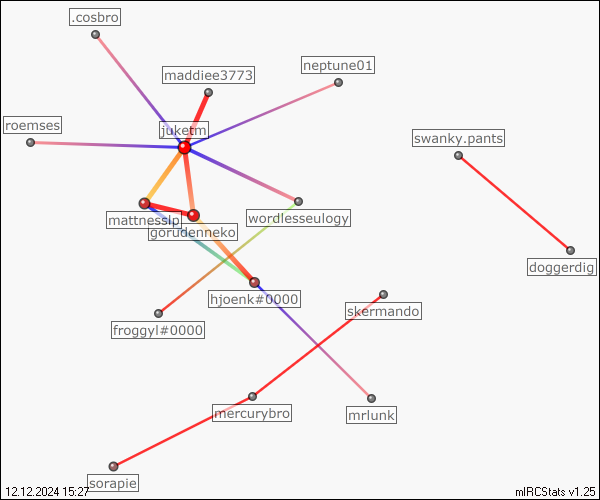 .cosbro
neptune01
maddiee3773
roemses
juketm
swanky.pants
mattnesslp
wordlesseulogy
gorudenneko
doggerdig
hjoenk#0000
skermando
froggyl#0000
mercurybro
mrlunk
sorapie
12.12.2024 15:27
mIRCStats v1.25